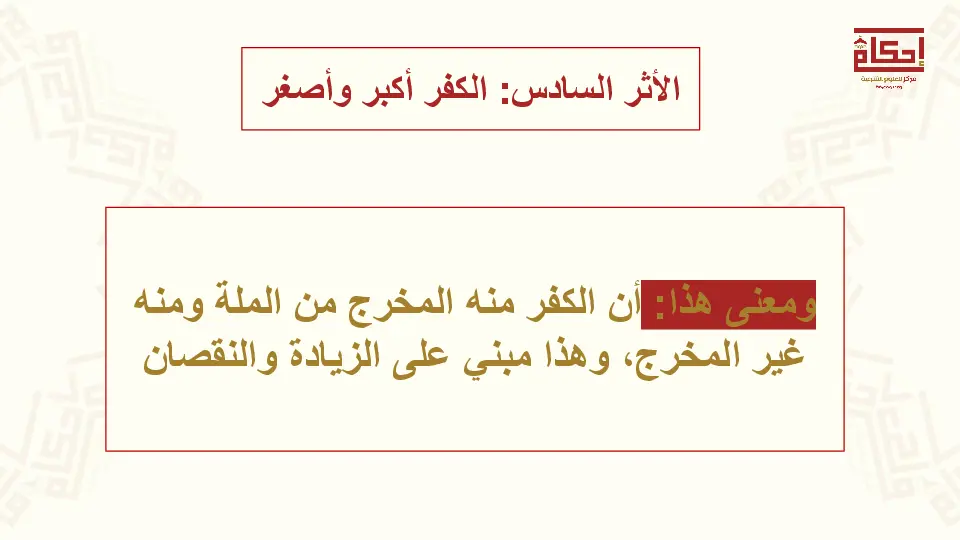 إحكام
مركز للعلوم الشرعية
الأثر السادس: الكفر أكبر وأصغر
ومعنى هذا: أن الكفر منه المخرج من الملة ومنه
غير المخرج، وهذا مبني على الزيادة والنقصان